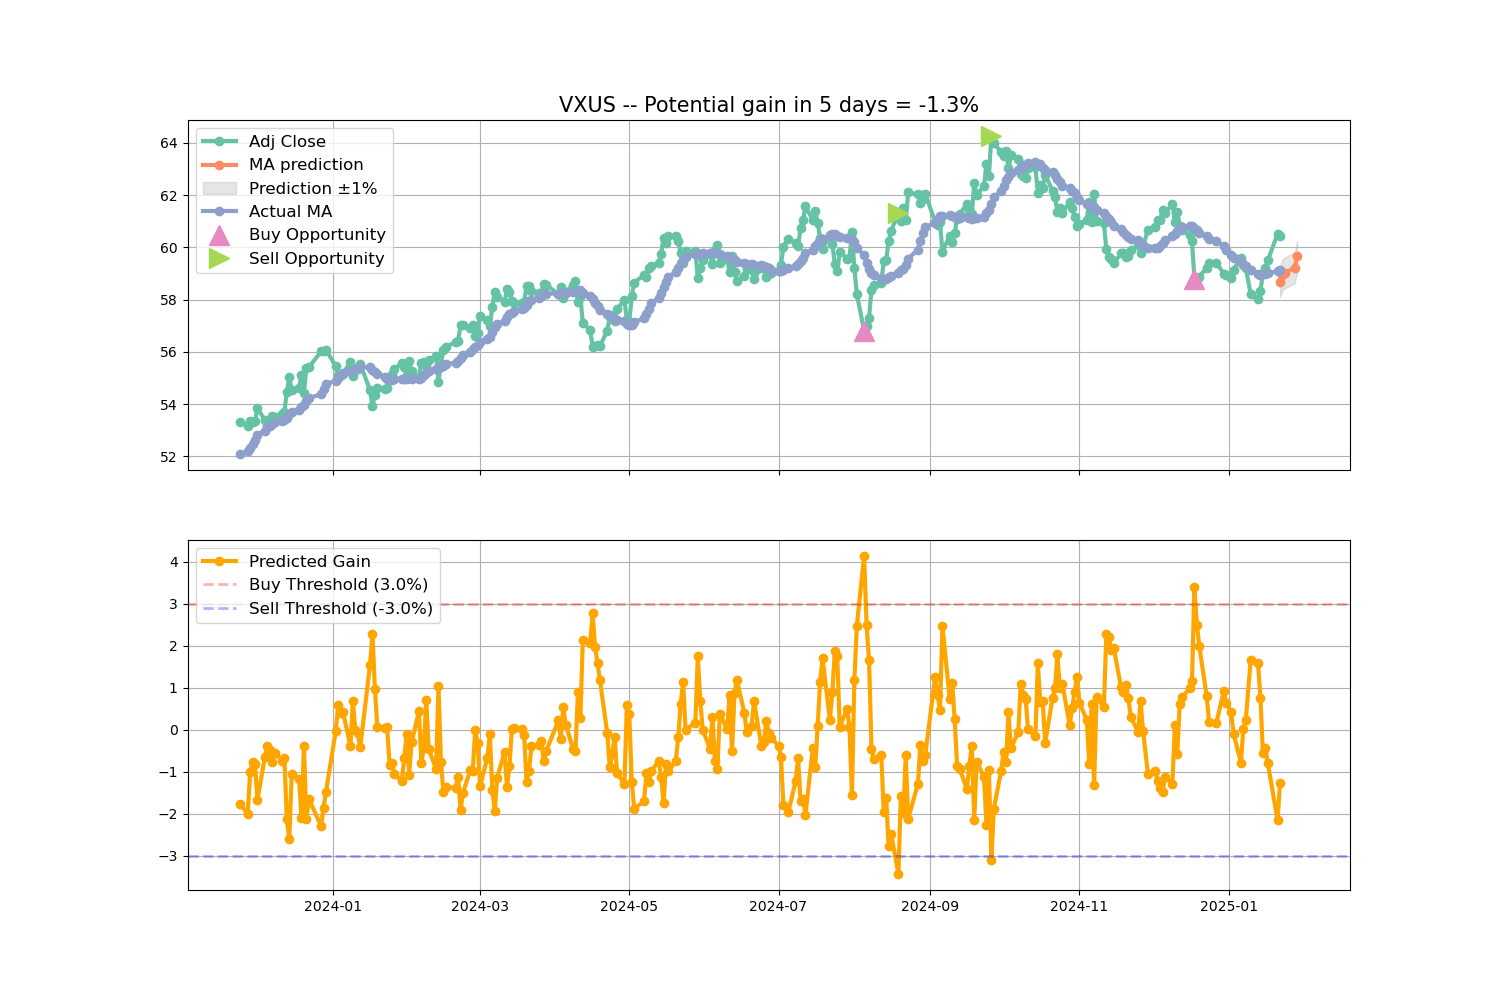 VXUS -- Potential gain in 5 days = -1.3%
Adj Close
MA prediction
Prediction ±1%
Actual MA
Buy Opportunity
Sell Opportunity
64
62
60
58
56
54
52
Predicted Gain
Buy Threshold (3.0%)
Sell Threshold (-3.0%)
4
3
2
1
0
−1
−2
−3
2024-01 2024-03 2024-05 2024-07 2024-09 2024-11 2025-01